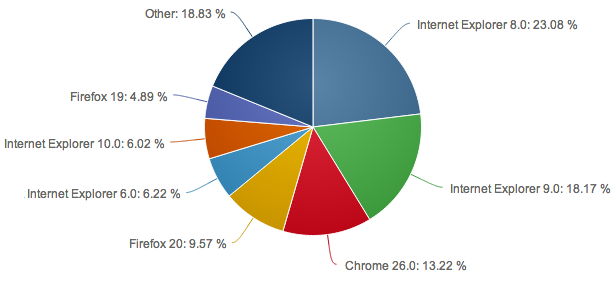 Other: 18.83 %
Internet Explorer 8.0: 23.08 %
Firefox 19: 4.89 %
Internet Explorer 10.0: 6.02 %
Internet Explorer 9.0: 18.17 %
Internet Explorer 6.0: 6.22 %
Firefox 20: 9.57 %
Chrome 26.0: 13.22 %